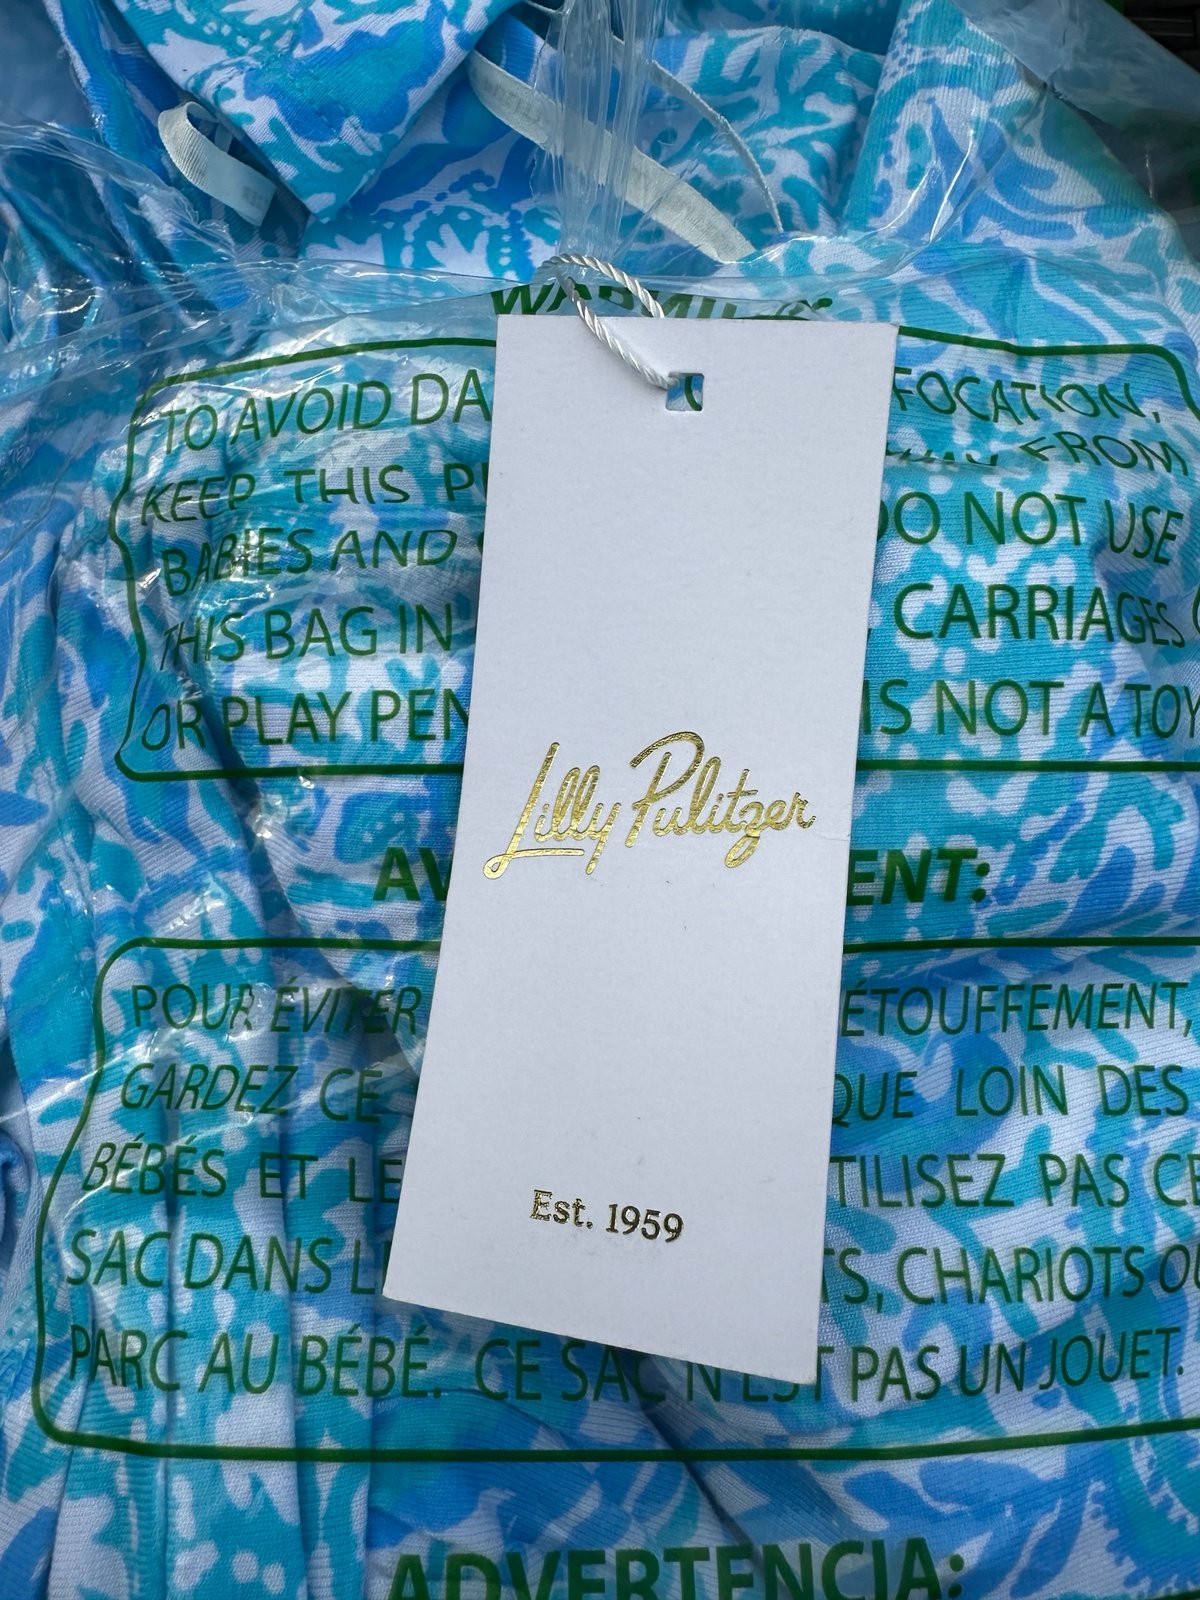 WARNING:
TO AVOID DA FOCATION,
KEEP THIS FROM
BABIES AND DO NOT USE
THIS BAG IN CARRIAGES
OR PLAY PEN IS NOT A TOY
Lilly Pulitzer
AV ENT:
POUR ÉVITER ÉTOUFFEMENT,
GARDEZ CE QUE LOIN DES
BÉBÉS ET LE TILISEZ PAS CE
SAC DANS L TS, CHARIOTS OU
Est. 1959
PARC AU BÉBÉ. CE SAC N'EST PAS UN JOUET.
ADVERTENCIA: